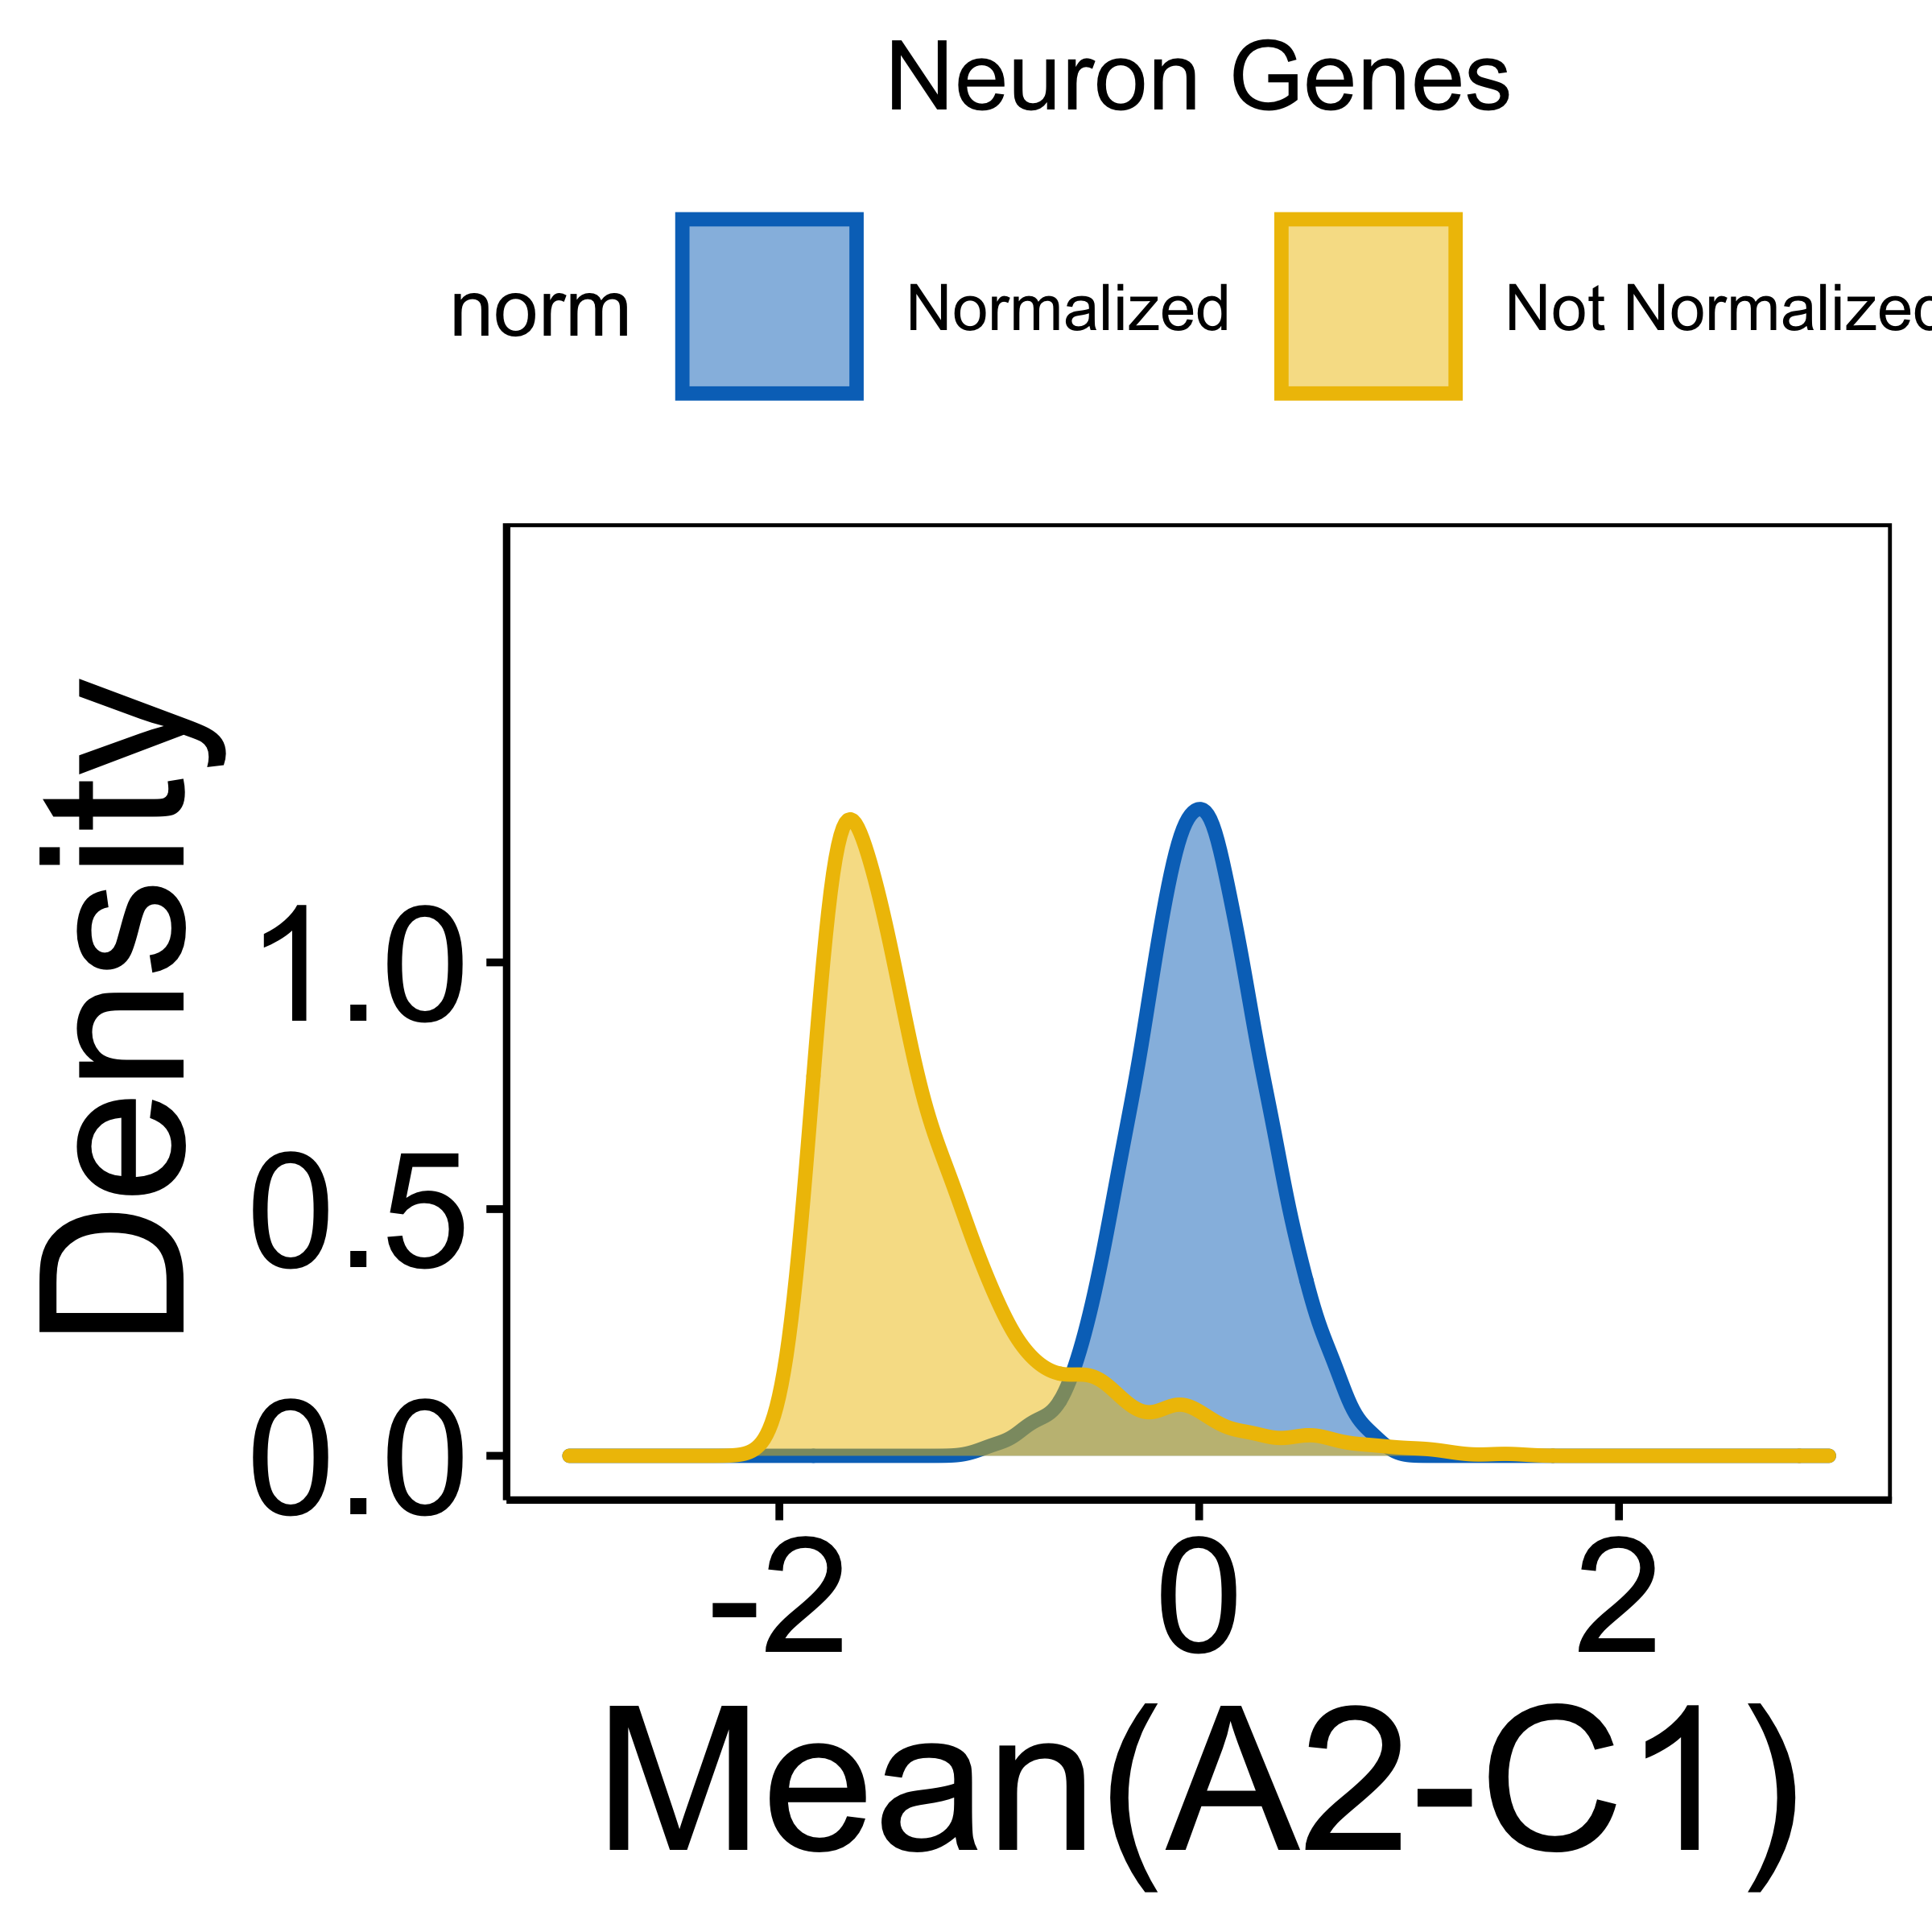 Neuron Genes
norm Normalized Not Normalized
Density
1.0
0.5
0.0
-2 0 2
Mean(A2-C1)